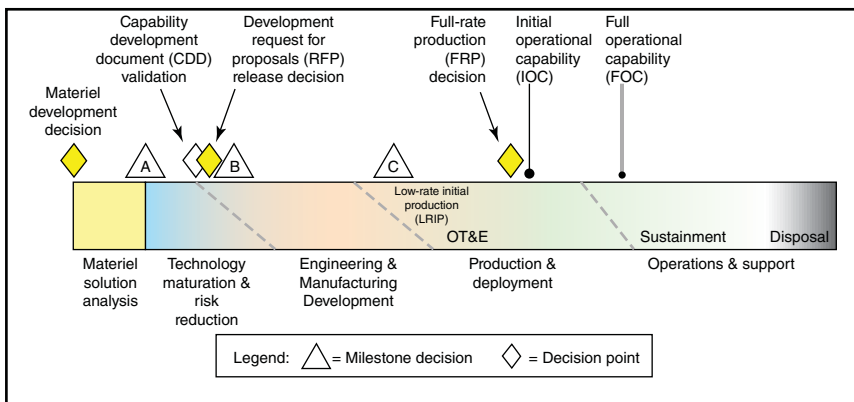 Capability
development
document (CDD)
validation
Development
request for
proposals (RFP)
release decision
Full-rate
production
(FRP)
decision
Initial
operational
capability
(IOC)
Full
operational
capability
(FOC)
Materiel
development
decision
A
B
C
Low-rate initial
production
(LRIP)
OT&E
Sustainment
Disposal
Materiel
solution
analysis
Technology
maturation &
risk
reduction
Engineering &
Manufacturing
Development
Production &
deployment
Operations & support
Legend: = Milestone decision = Decision point